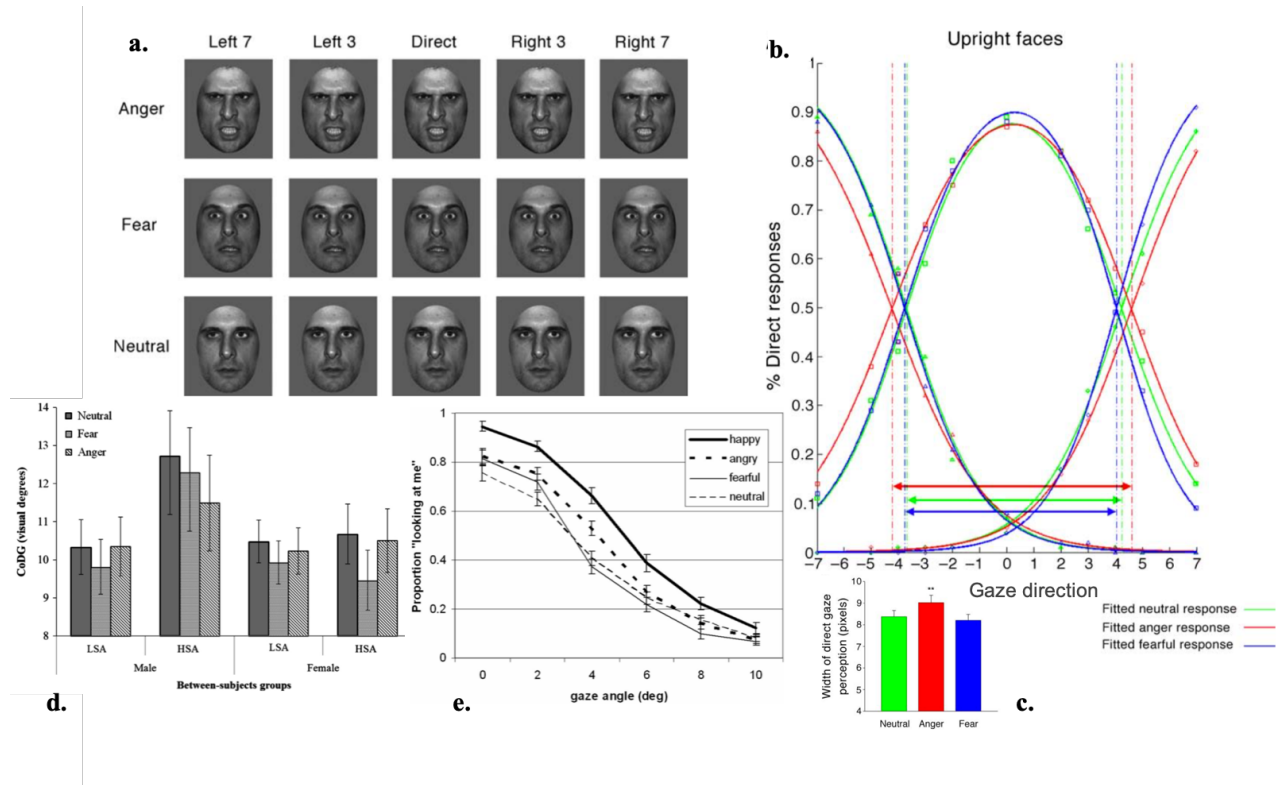 a.
Left 7 Left 3 Direct Right 3 Right 7
Anger
Fear
Neutral
b.
Upright faces
% Direct responses
0.9
0.8
0.7
0.6
0.5
0.4
0.3
0.2
0.1
0
-7 -6 -5 -4 -3 -2 -1 0 1 2 3 4 5 6 7
Gaze direction
Fitted neutral response
Fitted anger response
Fitted fearful response
Width of direct gaze
perception (pixels)
10
9
8
7
6
5
4
**
Neutral Anger Fear
c.
CoDG (visual degrees)
14
13
12
11
10
9
8
Neutral
Fear
Anger
LSA HSA LSA HSA
Male Female
Between-subjects groups
d.
Proportion "looking at me"
1
0.8
0.6
0.4
0.2
0
happy
angry
fearful
neutral
0 2 4 6 8 10
gaze angle (deg)
e.